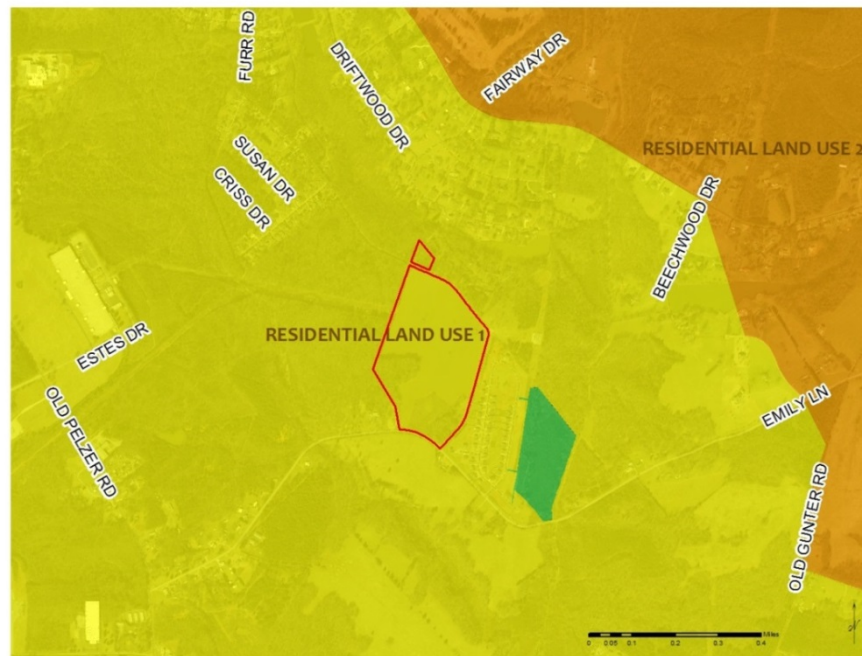 FURR RD
DRIFTWOOD DR
FAIRWAY DR
SUSAN DR
CRISS DR
RESIDENTIAL LAND USE 2
BEECHWOOD DR
RESIDENTIAL LAND USE 1
ESTES DR
OLD PELZER RD
EMILY LN
OLD GUNTER RD
0 0.05 0.1 0.2 0.3 0.4